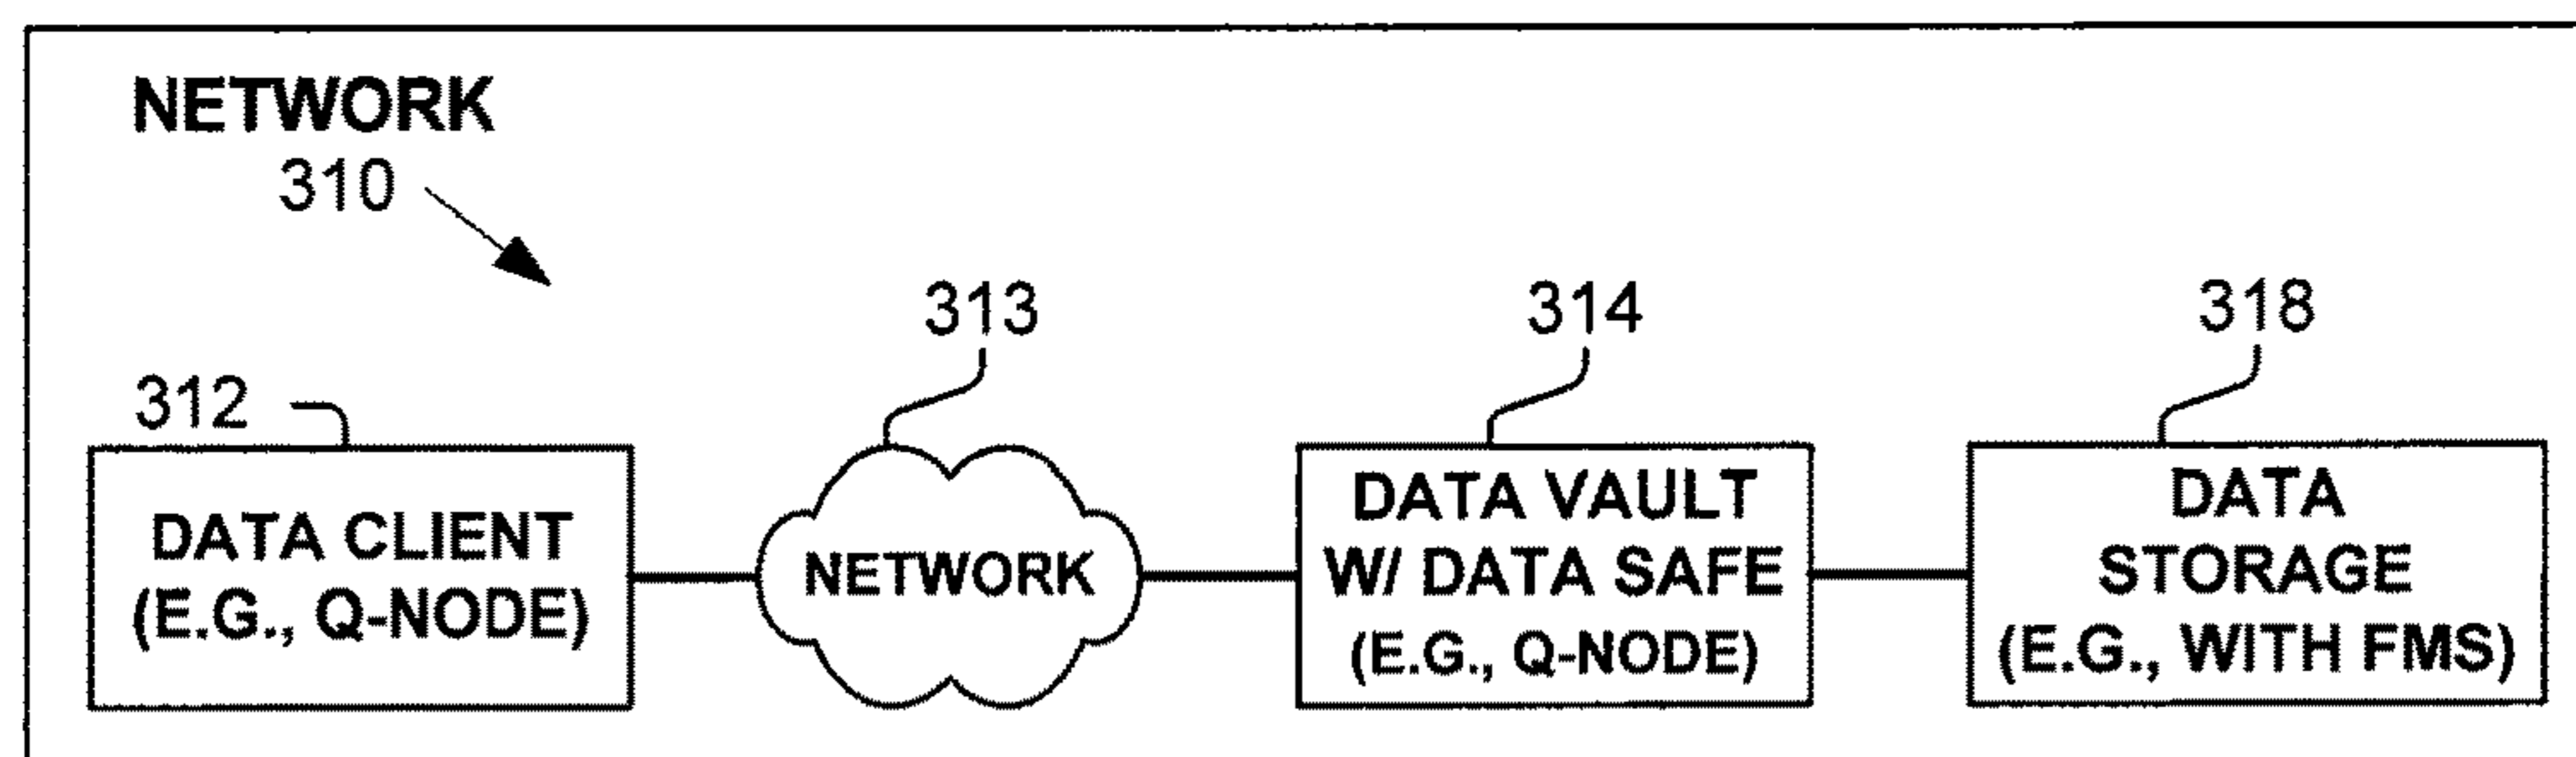 NETWORK
310
313
314
318
312
DATA CLIENT
(E.G., Q-NODE)
NETWORK
DATA VAULT
W/ DATA SAFE
(E.G., Q-NODE)
DATA
STORAGE
(E.G., WITH FMS)